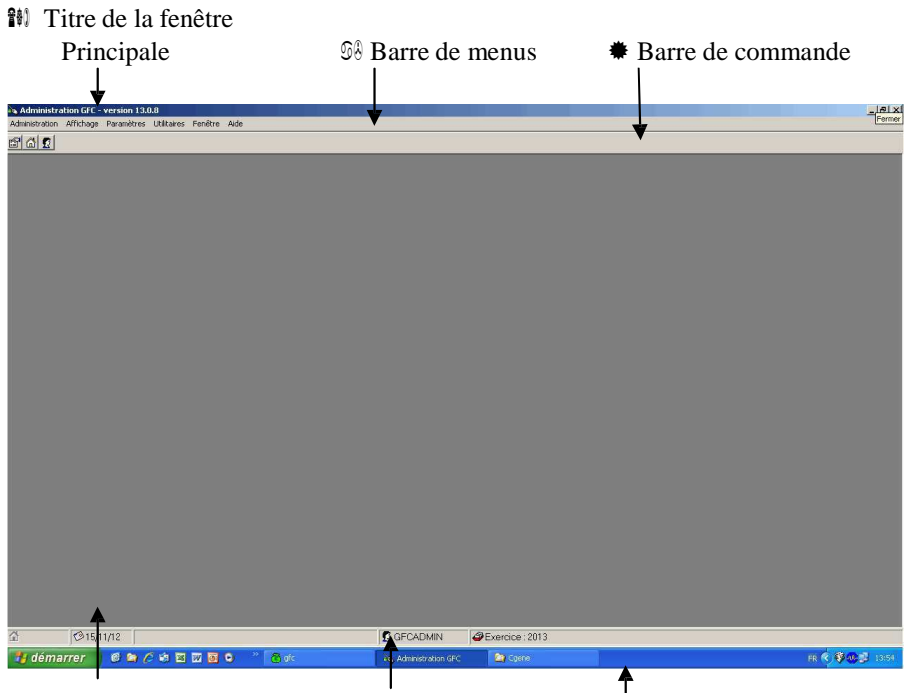 Titre de la fenêtre
Principale
Barre de menus
Barre de commande
Administration GFC - version 13.0.8
Administration Affichage Paramètres Utilitaires Fenêtre Aide
Fermer
15/11/12
GFCADMIN
Exercice : 2013
démarrer
gfc
Administration GFC
Cgene
FR
13:54